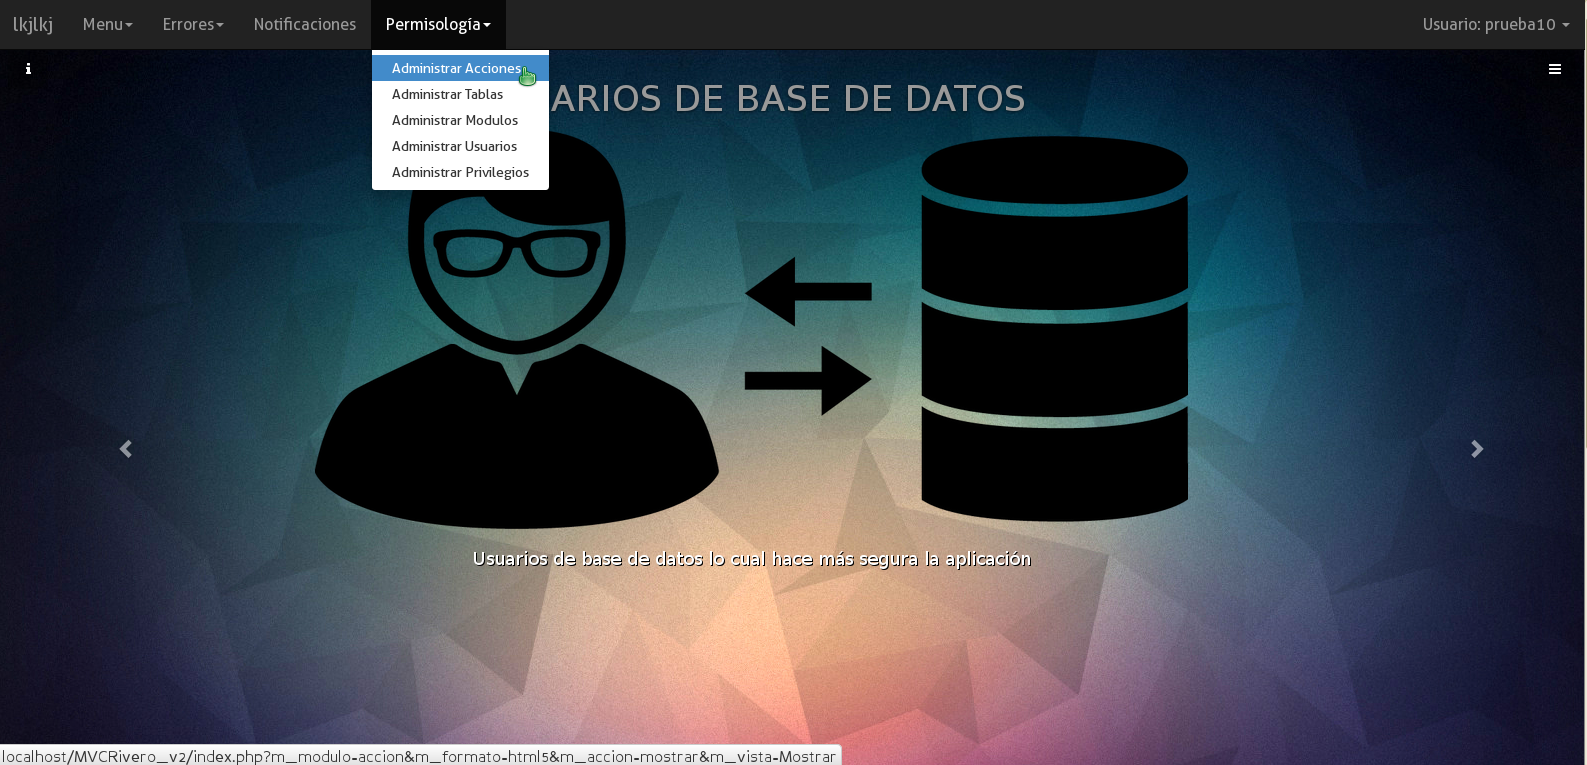 lkjlkj Menu Errores Notificaciones Permisología Usuario: prueba10
Administrar Acciones
Administrar Tablas
Administrar Modulos
Administrar Usuarios
Administrar Privilegios
ARIOS DE BASE DE DATOS
Usuarios de base de datos lo cual hace más segura la aplicación
localhost/MVCRivero_v2/index.php?m_modulo=accion&m_formato=html5&m_accion=mostrar&m_vista=Mostrar